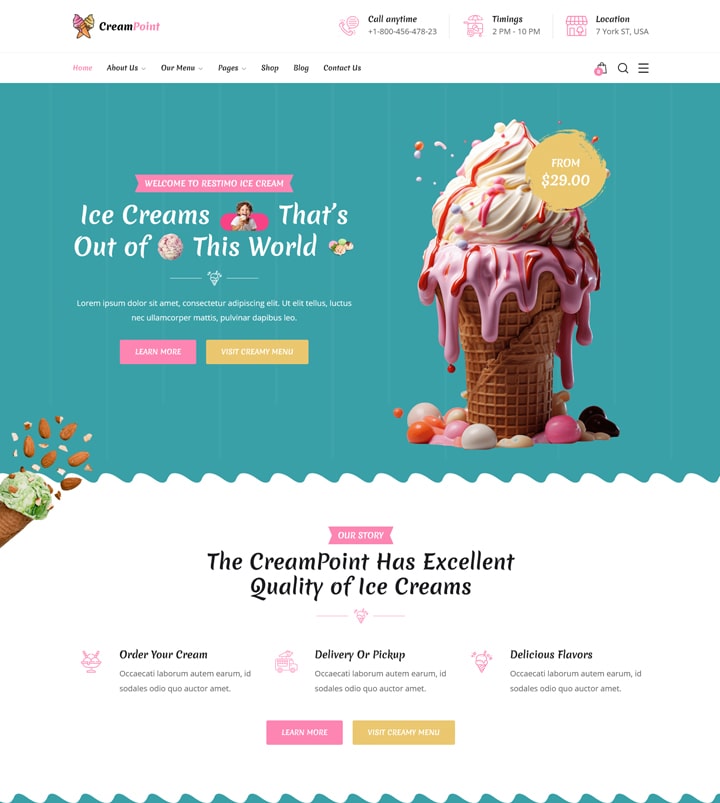 CreamPoint
Call anytime
+1-800-456-478-23
Timings
2 PM - 10 PM
Location
7 York ST, USA
Home
About Us
Our Menu
Pages
Shop
Blog
Contact Us
0
WELCOME TO RESTIMO ICE CREAM
Ice Creams That's
Out of This World
Lorem ipsum dolor sit amet, consectetur adipiscing elit. Ut elit tellus, luctus
nec ullamcorper mattis, pulvinar dapibus leo.
LEARN MORE
VISIT CREAMY MENU
FROM
$29.00
OUR STORY
The CreamPoint Has Excellent
Quality of Ice Creams
Order Your Cream
Occaecati laborum autem earum, id
sodales odio quo auctor amet.
Delivery Or Pickup
Occaecati laborum autem earum, id
sodales odio quo auctor amet.
Delicious Flavors
Occaecati laborum autem earum, id
sodales odio quo auctor amet.
LEARN MORE
VISIT CREAMY MENU